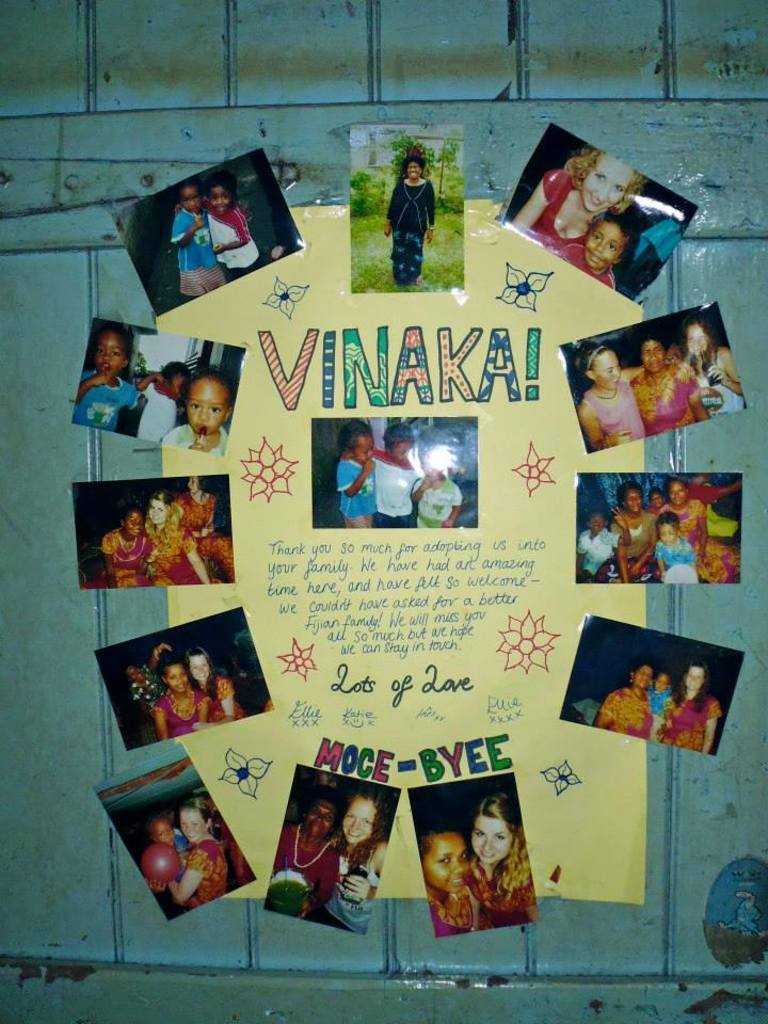 VINAKA!
Thank you so much for adopting us into
your family. We have had an amazing
time here, and have felt so welcome –
we couldn't have asked for a better
Fijian family! We will miss you
all so much but we hope
we can stay in touch.
Lots of Love
Ellie Katie Ellie
xxx xxxx
MOCE-BYEE